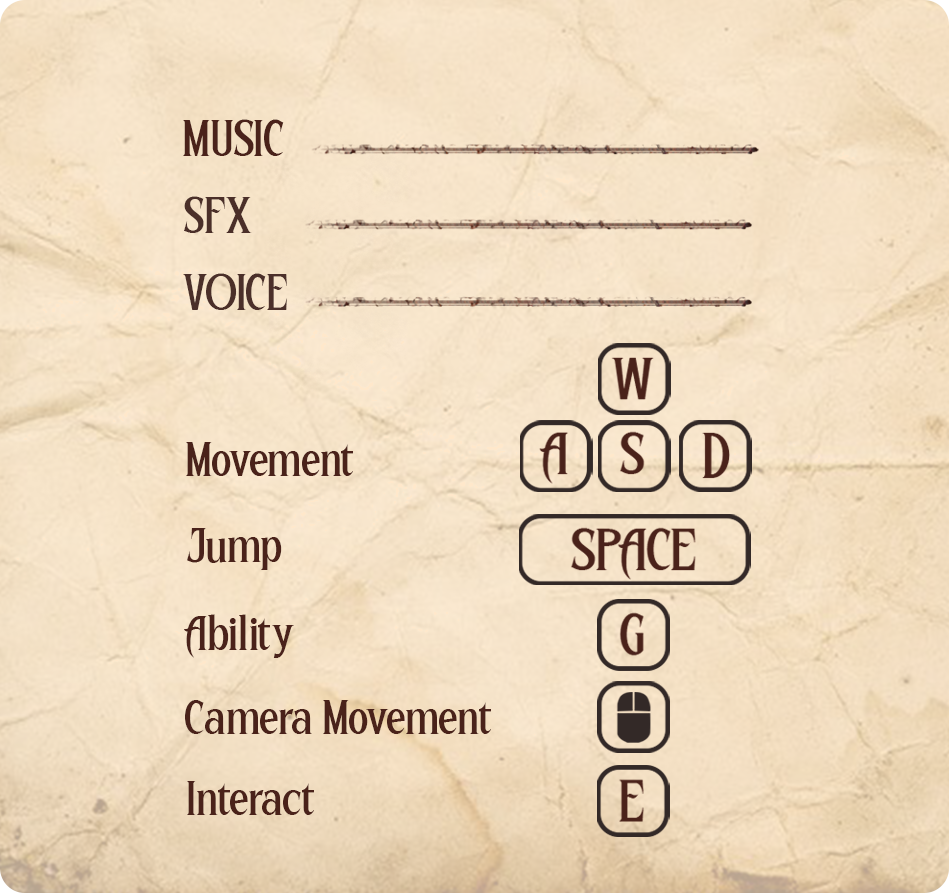 MUSIC
SFX
VOICE
W
Movement A S D
Jump SPACE
Ability G
Camera Movement
Interact E